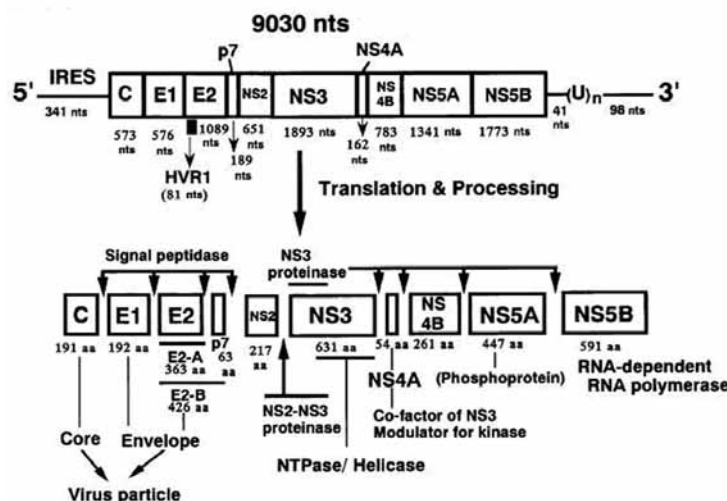 9030 nts
p7
NS4A
5' IRES C E1 E2 NS2 NS3 NS 4B NS5A NS5B (U)n 3'
341 nts
573 nts
576 nts
1089 nts
189 nts
651 nts
1893 nts
162 nts
783 nts
1341 nts
1773 nts
41 nts
98 nts
HVR1
(81 nts)
Translation & Processing
Signal peptidase
NS3 proteinase
C E1 E2 p7 NS2 NS3 NS 4B NS5A NS5B
191 aa
192 aa
E2-A
363 aa
E2-B
426 aa
63 aa
217 aa
631 aa
54 aa
261 aa
447 aa
591 aa
NS4A
(Phosphoprotein)
RNA-dependent
RNA polymerase
NS2-NS3
proteinase
Co-factor of NS3
Modulator for kinase
Core
Envelope
NTPase/ Helicase
Virus particle